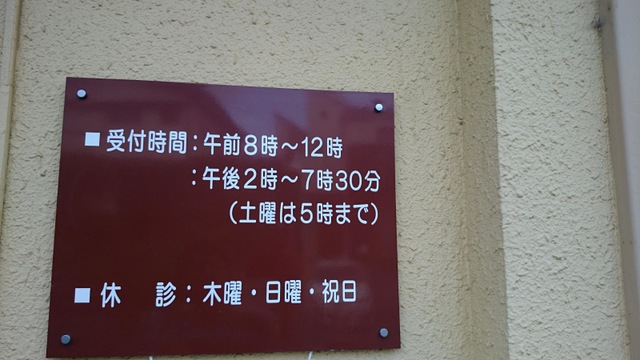 ■受付時間：午前8時～12時
：午後2時～7時30分
（土曜は5時まで）
■休　診：木曜・日曜・祝日